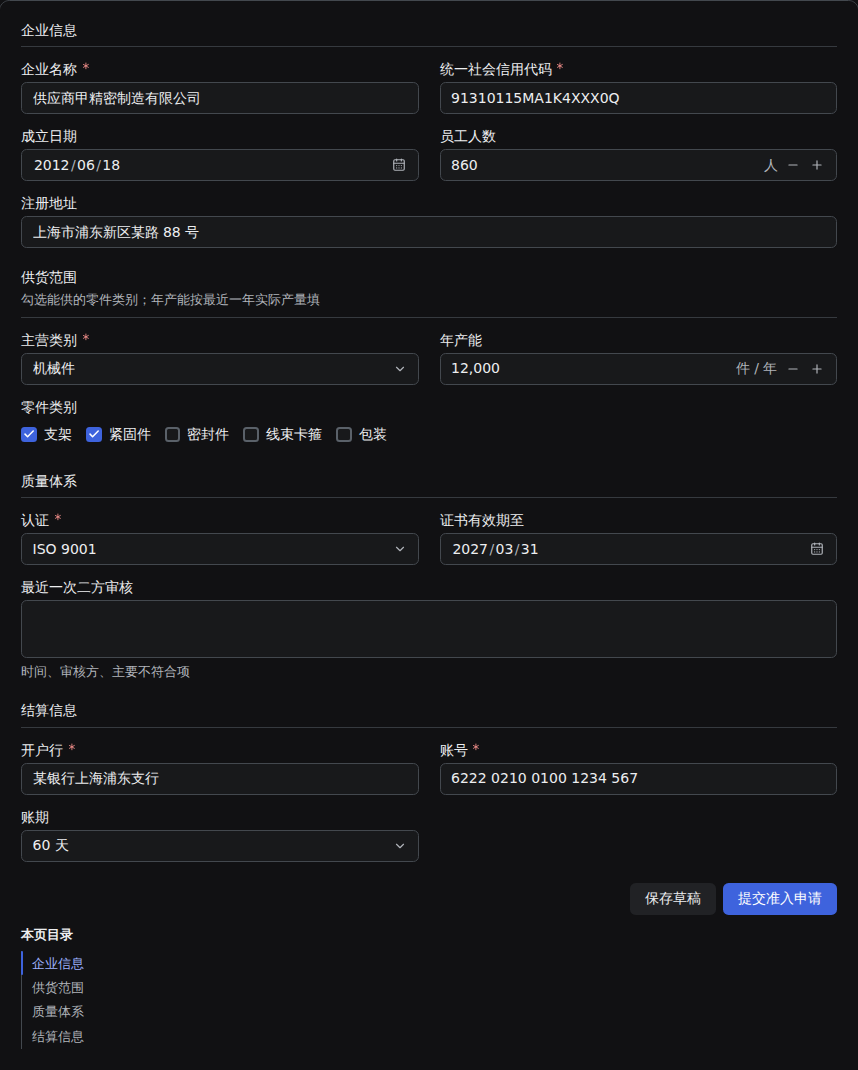 企业信息
企业名称 * 统一社会信用代码 *
供应商甲精密制造有限公司 91310115MA1K4XXX0Q
成立日期 员工人数
2012/06/18 860 人
注册地址
上海市浦东新区某路 88 号
供货范围
勾选能供的零件类别；年产能按最近一年实际产量填
主营类别 * 年产能
机械件 12,000 件 / 年
零件类别
支架 紧固件 密封件 线束卡箍 包装
质量体系
认证 * 证书有效期至
ISO 9001 2027/03/31
最近一次二方审核
时间、审核方、主要不符合项
结算信息
开户行 * 账号 *
某银行上海浦东支行 6222 0210 0100 1234 567
账期
60 天
保存草稿 提交准入申请
本页目录
企业信息
供货范围
质量体系
结算信息